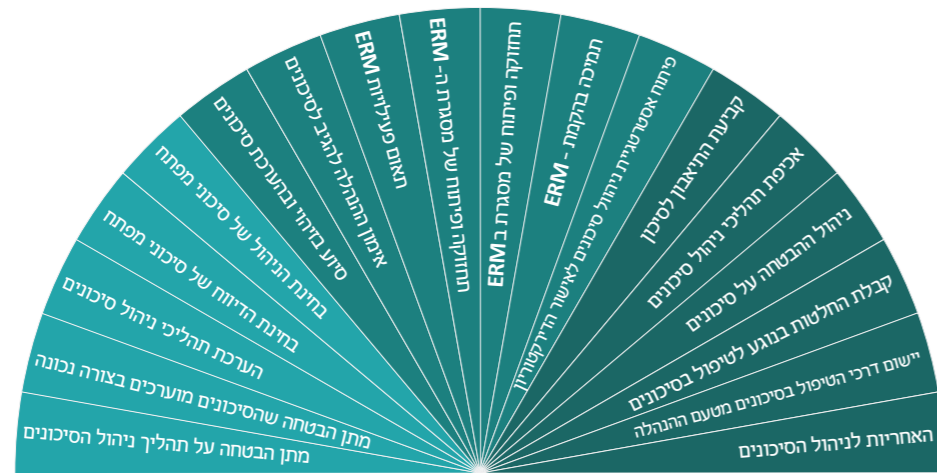 מתן הבטחה על תהליך ניהול הסיכונים
מתן הבטחה שהסיכונים מוערכים בצורה נכונה
הערכת תהליכי ניהול סיכונים
בחינת הדיווח של סיכוני מפתח
בחינת הניהול של סיכוני מפתח
סיוע בזיהוי ובהערכת סיכונים
אימון ההנהלה להגיב לסיכונים
תאום פעילויות ERM
תחזוקה ופיתוח של מסגרת ה- ERM
תחזוקה ופיתוח של מסגרת ב ERM
תמיכה בהקמת - ERM
פיתוח אסטרטגיית ניהול סיכונים לאישור הדירקטוריון
קביעת התיאבון לסיכון
אכיפת תהליכי ניהול סיכונים
ניהול ההבטחה על סיכונים
קבלת החלטות בנוגע לטיפול בסיכונים
יישום דרכי הטיפול בסיכונים מטעם ההנהלה
האחריות לניהול הסיכונים